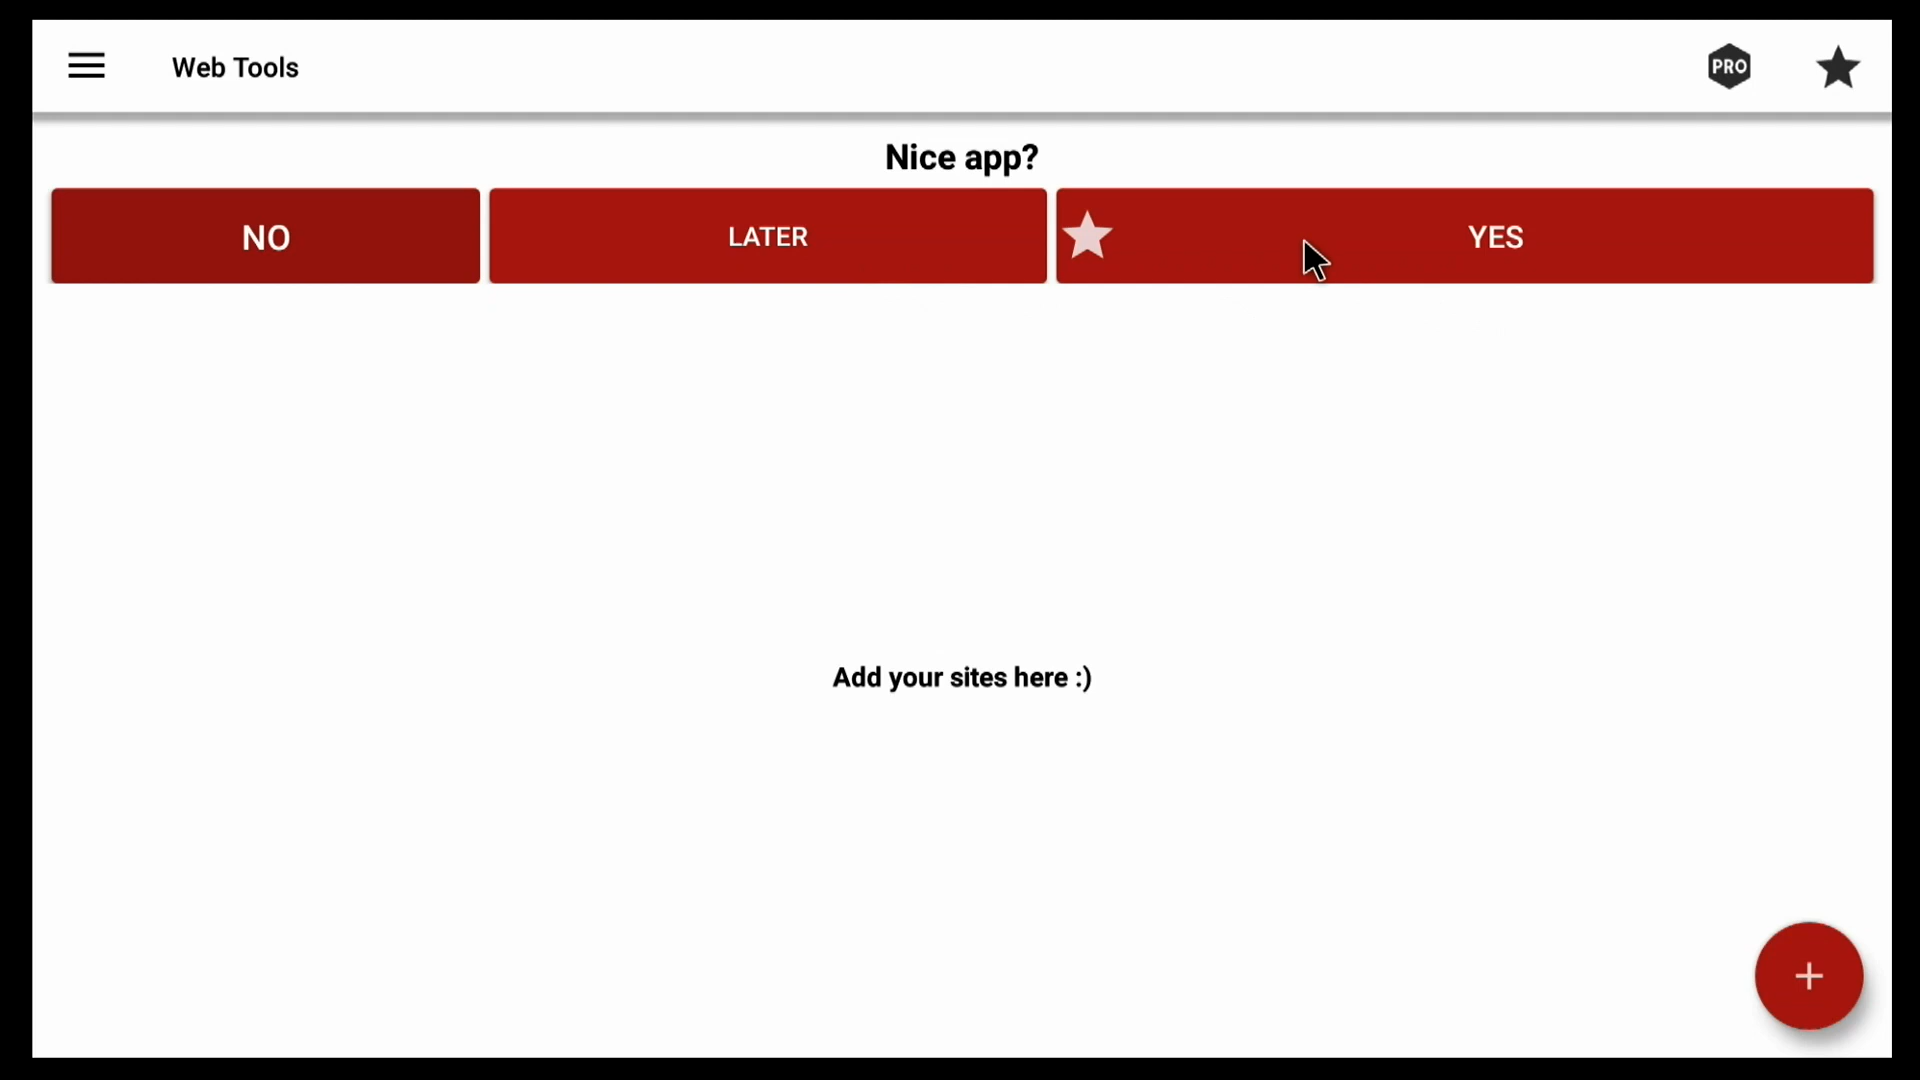 Web Tools
PRO
Nice app?
NO
LATER
YES
Add your sites here :)
+